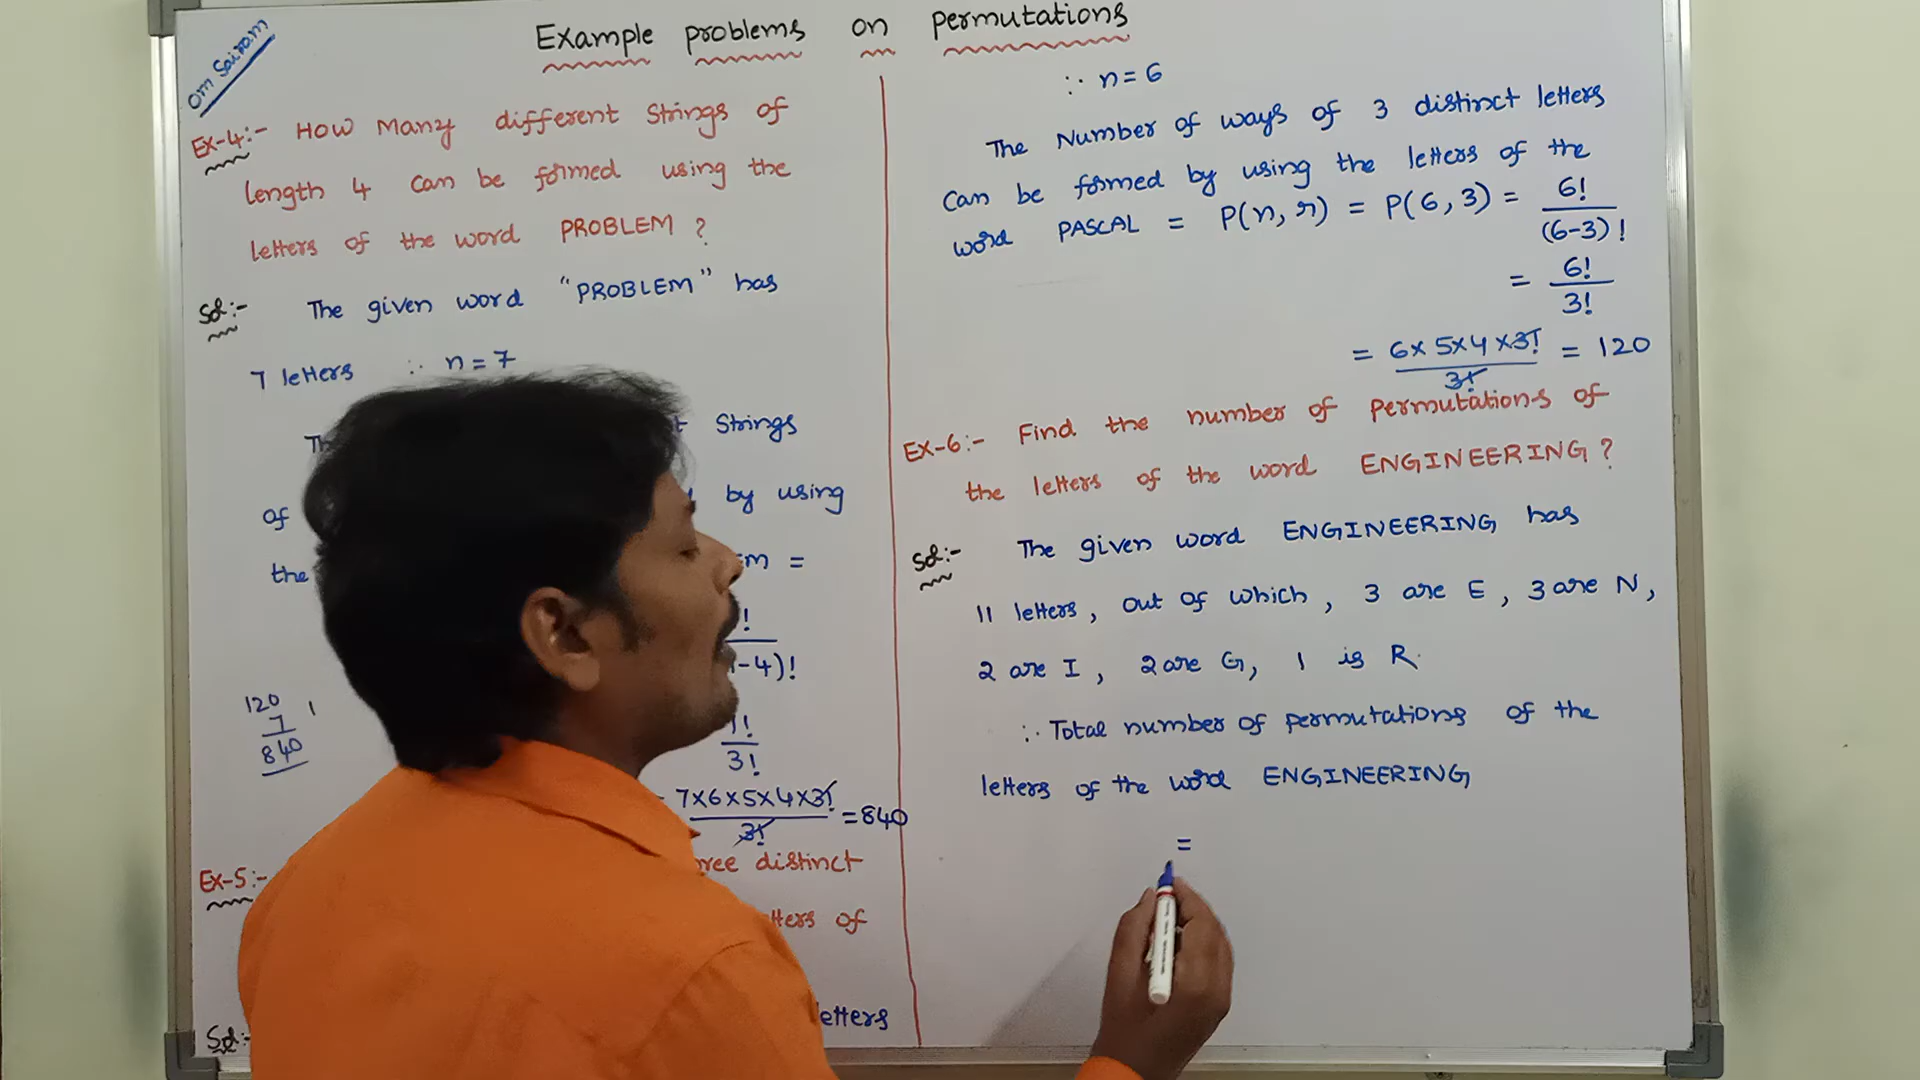 Om Sairam
Example problems on permutations
Ex-4:- How Many different Strings of
length 4 can be formed using the
letters of the word PROBLEM ?
Sol:- The given word "PROBLEM" has
7 letters ∴ n = 7
Strings
of by using
the =
-4)!
3!
120
7
840
7×6×5×4×3!
3!
= 840
Ex-5:- distinct
of
Sol:- letters
∴ n = 6
The Number of ways of 3 distinct letters
can be formed by using the letters of the
word PASCAL = P(n, r) = P(6, 3) = 6!
(6-3)!
= 6!
3!
= 6×5×4×3! = 120
3!
Ex-6:- Find the number of permutations of
the letters of the word ENGINEERING ?
Sol:- The given word ENGINEERING has
11 letters, out of which, 3 are E, 3 are N,
2 are I, 2 are G, 1 is R.
∴ Total number of permutations of the
letters of the word ENGINEERING
=